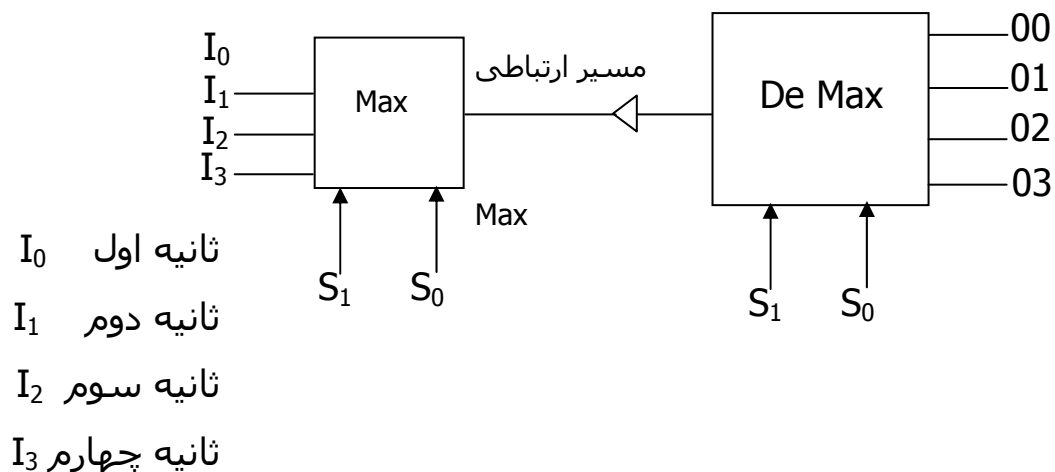 I₀
I₁
I₂
I₃
Max
مسیر ارتباطی
De Max
00
01
02
03
Max
S₁
S₀
S₁
S₀
ثانیه اول I₀
ثانیه دوم I₁
ثانیه سوم I₂
ثانیه چهارم I₃